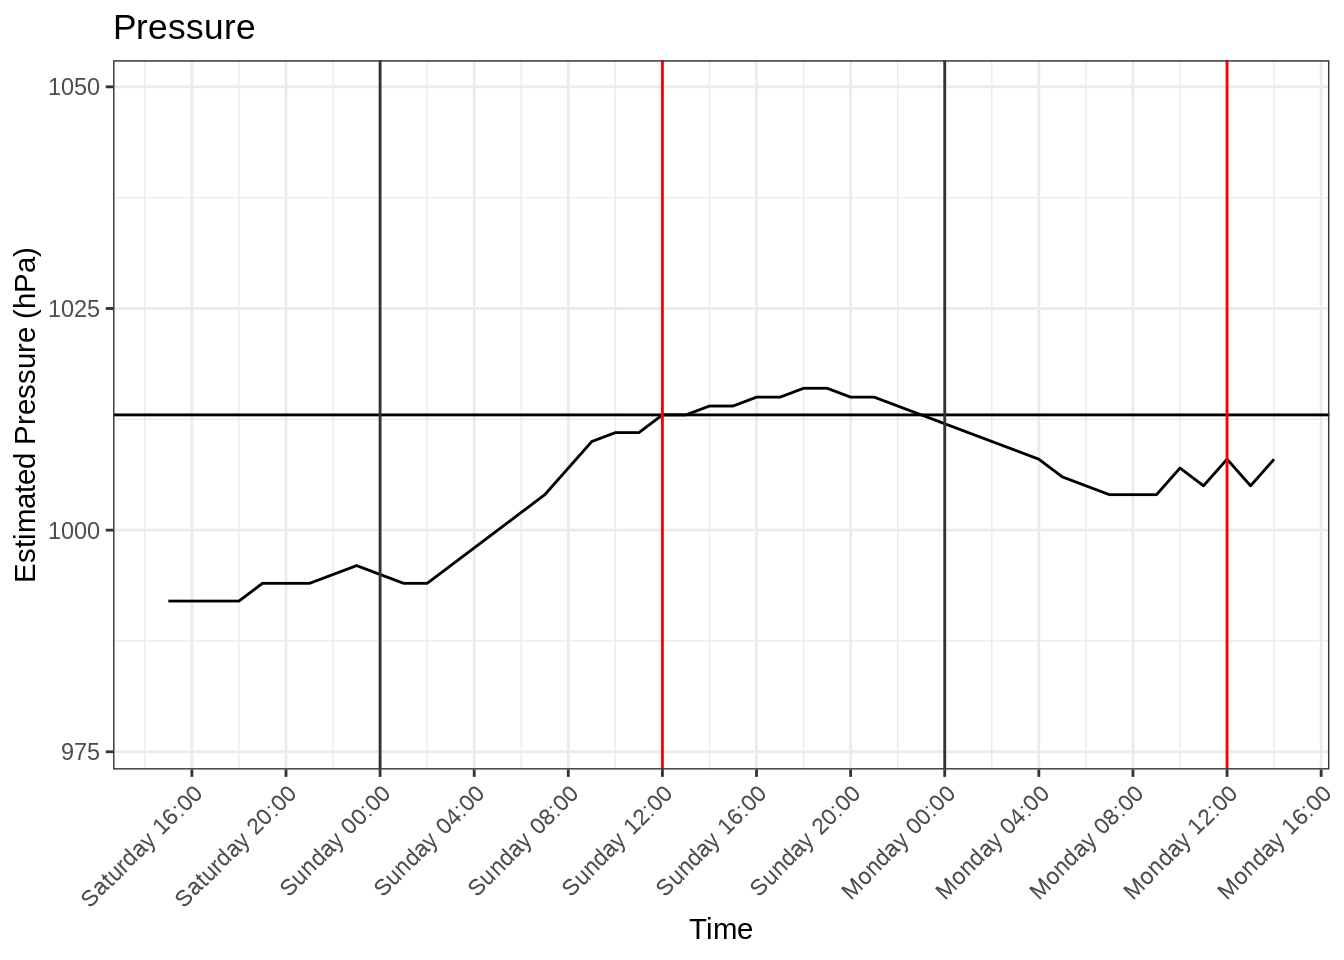 Pressure
Estimated Pressure (hPa)
1050
1025
1000
975
Saturday 16:00
Saturday 20:00
Sunday 00:00
Sunday 04:00
Sunday 08:00
Sunday 12:00
Sunday 16:00
Sunday 20:00
Monday 00:00
Monday 04:00
Monday 08:00
Monday 12:00
Monday 16:00
Time